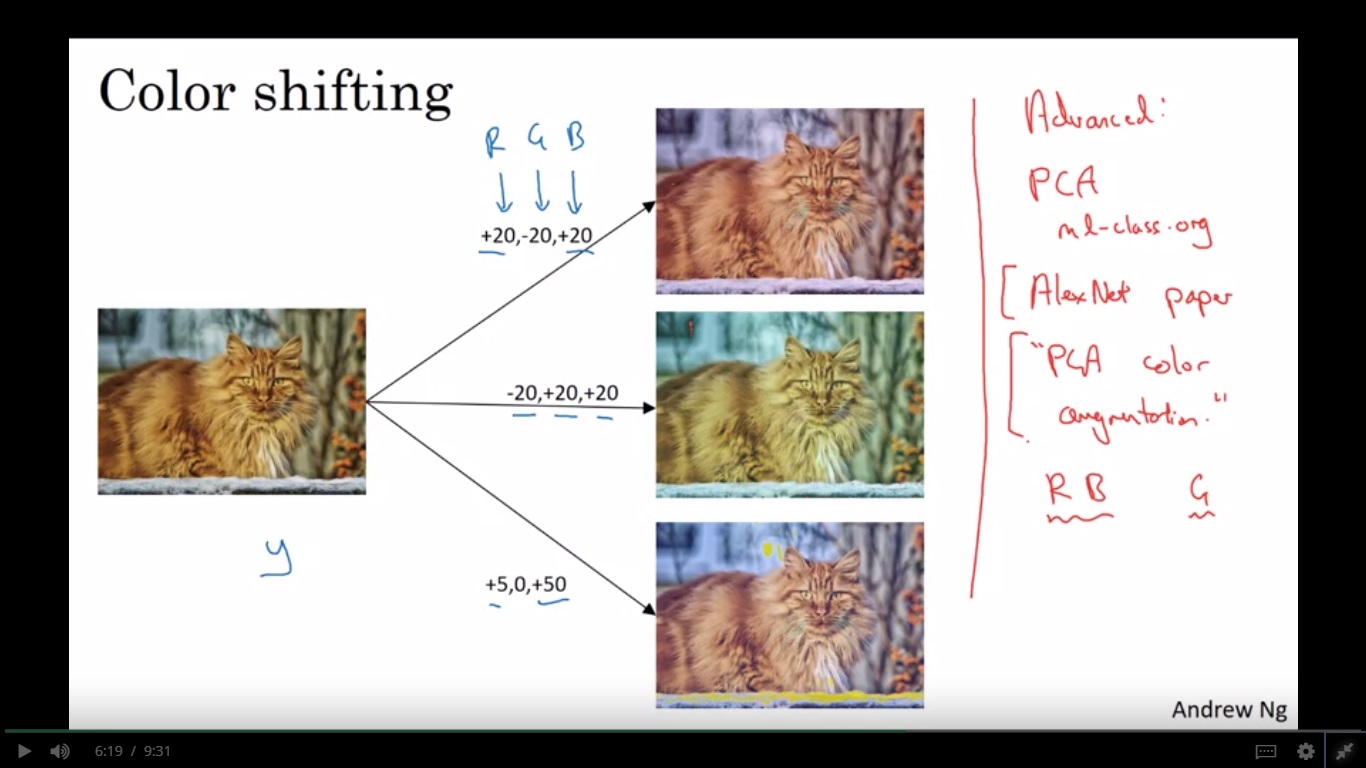 Color shifting
R G B
+20,-20,+20
-20,+20,+20
+5,0,+50
y
Advanced:
PCA
ml-class.org
[AlexNet paper
["PCA color
augmentation."
R B G
Andrew Ng
6:19 / 9:31